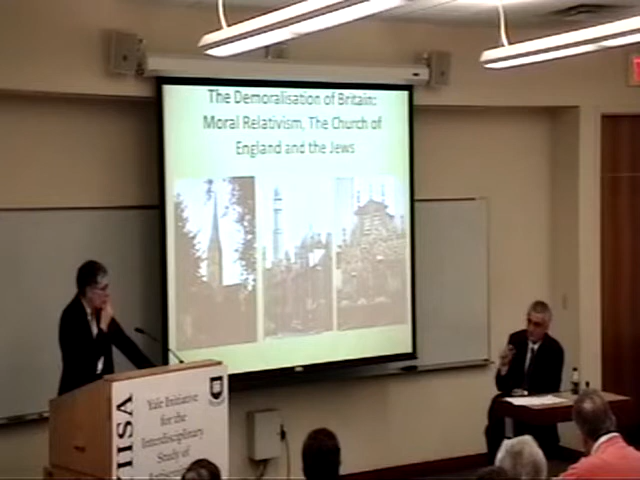 The Demoralisation of Britain:
Moral Relativism, The Church of
England and the Jews
YIISA
Yale Initiative
for the
Interdisciplinary
Study of